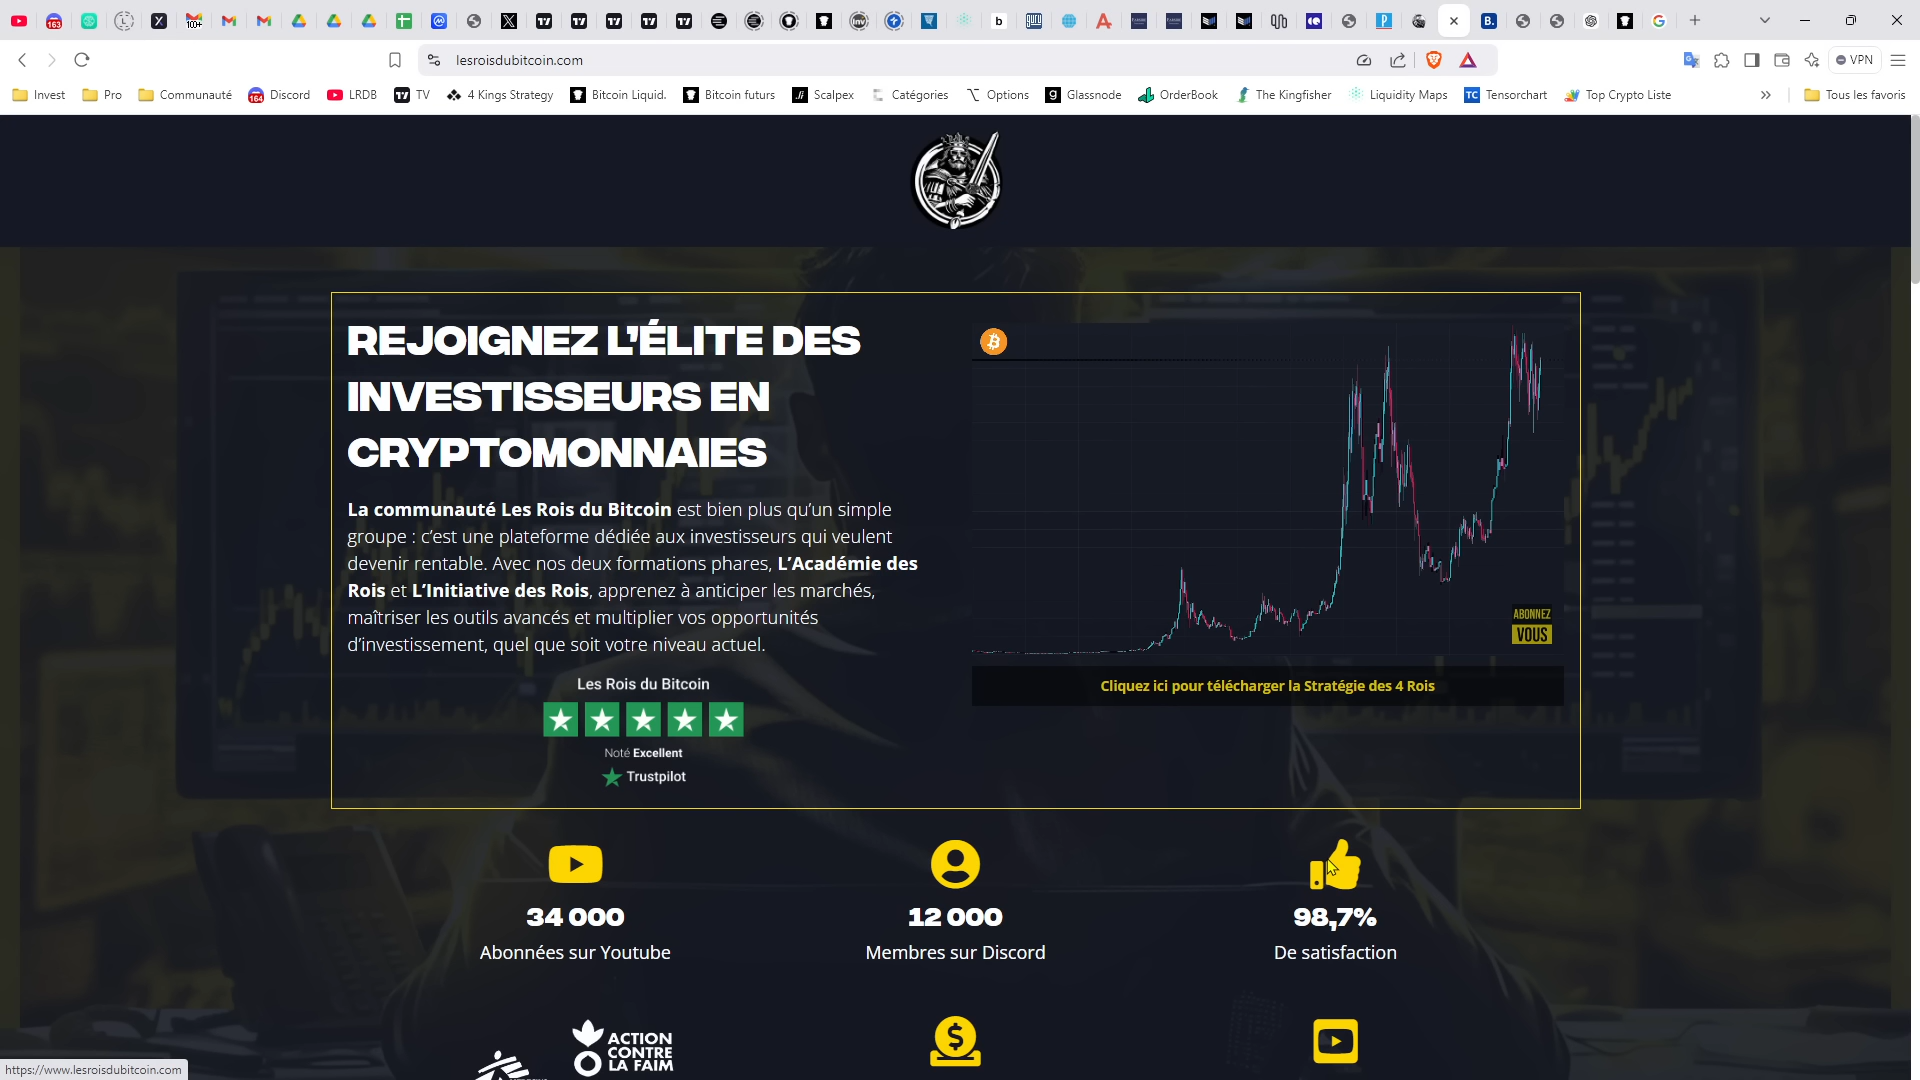 163
100+
lesroisdubitcoin.com
VPN
Invest
Pro
Communauté
164 Discord
LRDB
TV
4 Kings Strategy
Bitcoin Liquid.
Bitcoin futurs
Scalpex
Catégories
Options
Glassnode
OrderBook
The Kingfisher
Liquidity Maps
TC Tensorchart
Top Crypto Liste
Tous les favoris
REJOIGNEZ L'ÉLITE DES
INVESTISSEURS EN
CRYPTOMONNAIES
La communauté Les Rois du Bitcoin est bien plus qu'un simple
groupe : c'est une plateforme dédiée aux investisseurs qui veulent
devenir rentable. Avec nos deux formations phares, L'Académie des
Rois et L'Initiative des Rois, apprenez à anticiper les marchés,
maîtriser les outils avancés et multiplier vos opportunités
d'investissement, quel que soit votre niveau actuel.
Les Rois du Bitcoin
Noté Excellent
Trustpilot
ABONNEZ
VOUS
Cliquez ici pour télécharger la Stratégie des 4 Rois
34 000
Abonnées sur Youtube
12 000
Membres sur Discord
98,7%
De satisfaction
ACTION
CONTRE
LA FAIM
https://www.lesroisdubitcoin.com